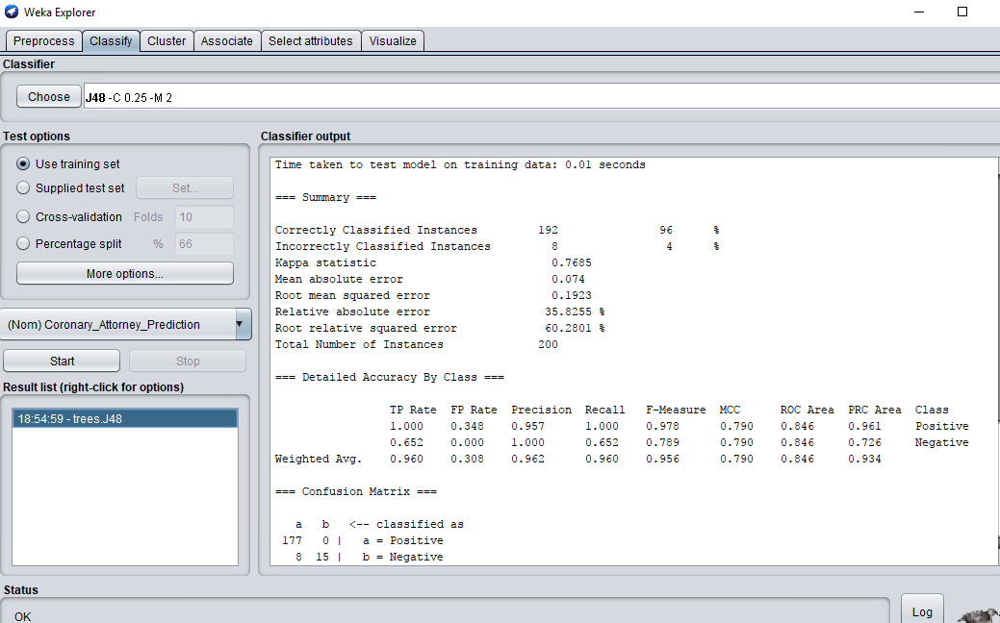 Weka Explorer
Preprocess Classify Cluster Associate Select attributes Visualize
Classifier
Choose J48 -C 0.25 -M 2
Test options
Use training set
Supplied test set Set...
Cross-validation Folds 10
Percentage split % 66
More options...
(Nom) Coronary_Attorney_Prediction
Start Stop
Result list (right-click for options)
18:54:59 - trees.J48
Classifier output
Time taken to test model on training data: 0.01 seconds
=== Summary ===
Correctly Classified Instances 192 96 %
Incorrectly Classified Instances 8 4 %
Kappa statistic 0.7685
Mean absolute error 0.074
Root mean squared error 0.1923
Relative absolute error 35.8255 %
Root relative squared error 60.2801 %
Total Number of Instances 200
=== Detailed Accuracy By Class ===
TP Rate FP Rate Precision Recall F-Measure MCC ROC Area PRC Area Class
1.000 0.348 0.957 1.000 0.978 0.790 0.846 0.961 Positive
0.652 0.000 1.000 0.652 0.789 0.790 0.846 0.726 Negative
Weighted Avg. 0.960 0.308 0.962 0.960 0.956 0.790 0.846 0.934
=== Confusion Matrix ===
a b <-- classified as
177 0 | a = Positive
8 15 | b = Negative
Status
OK
Log